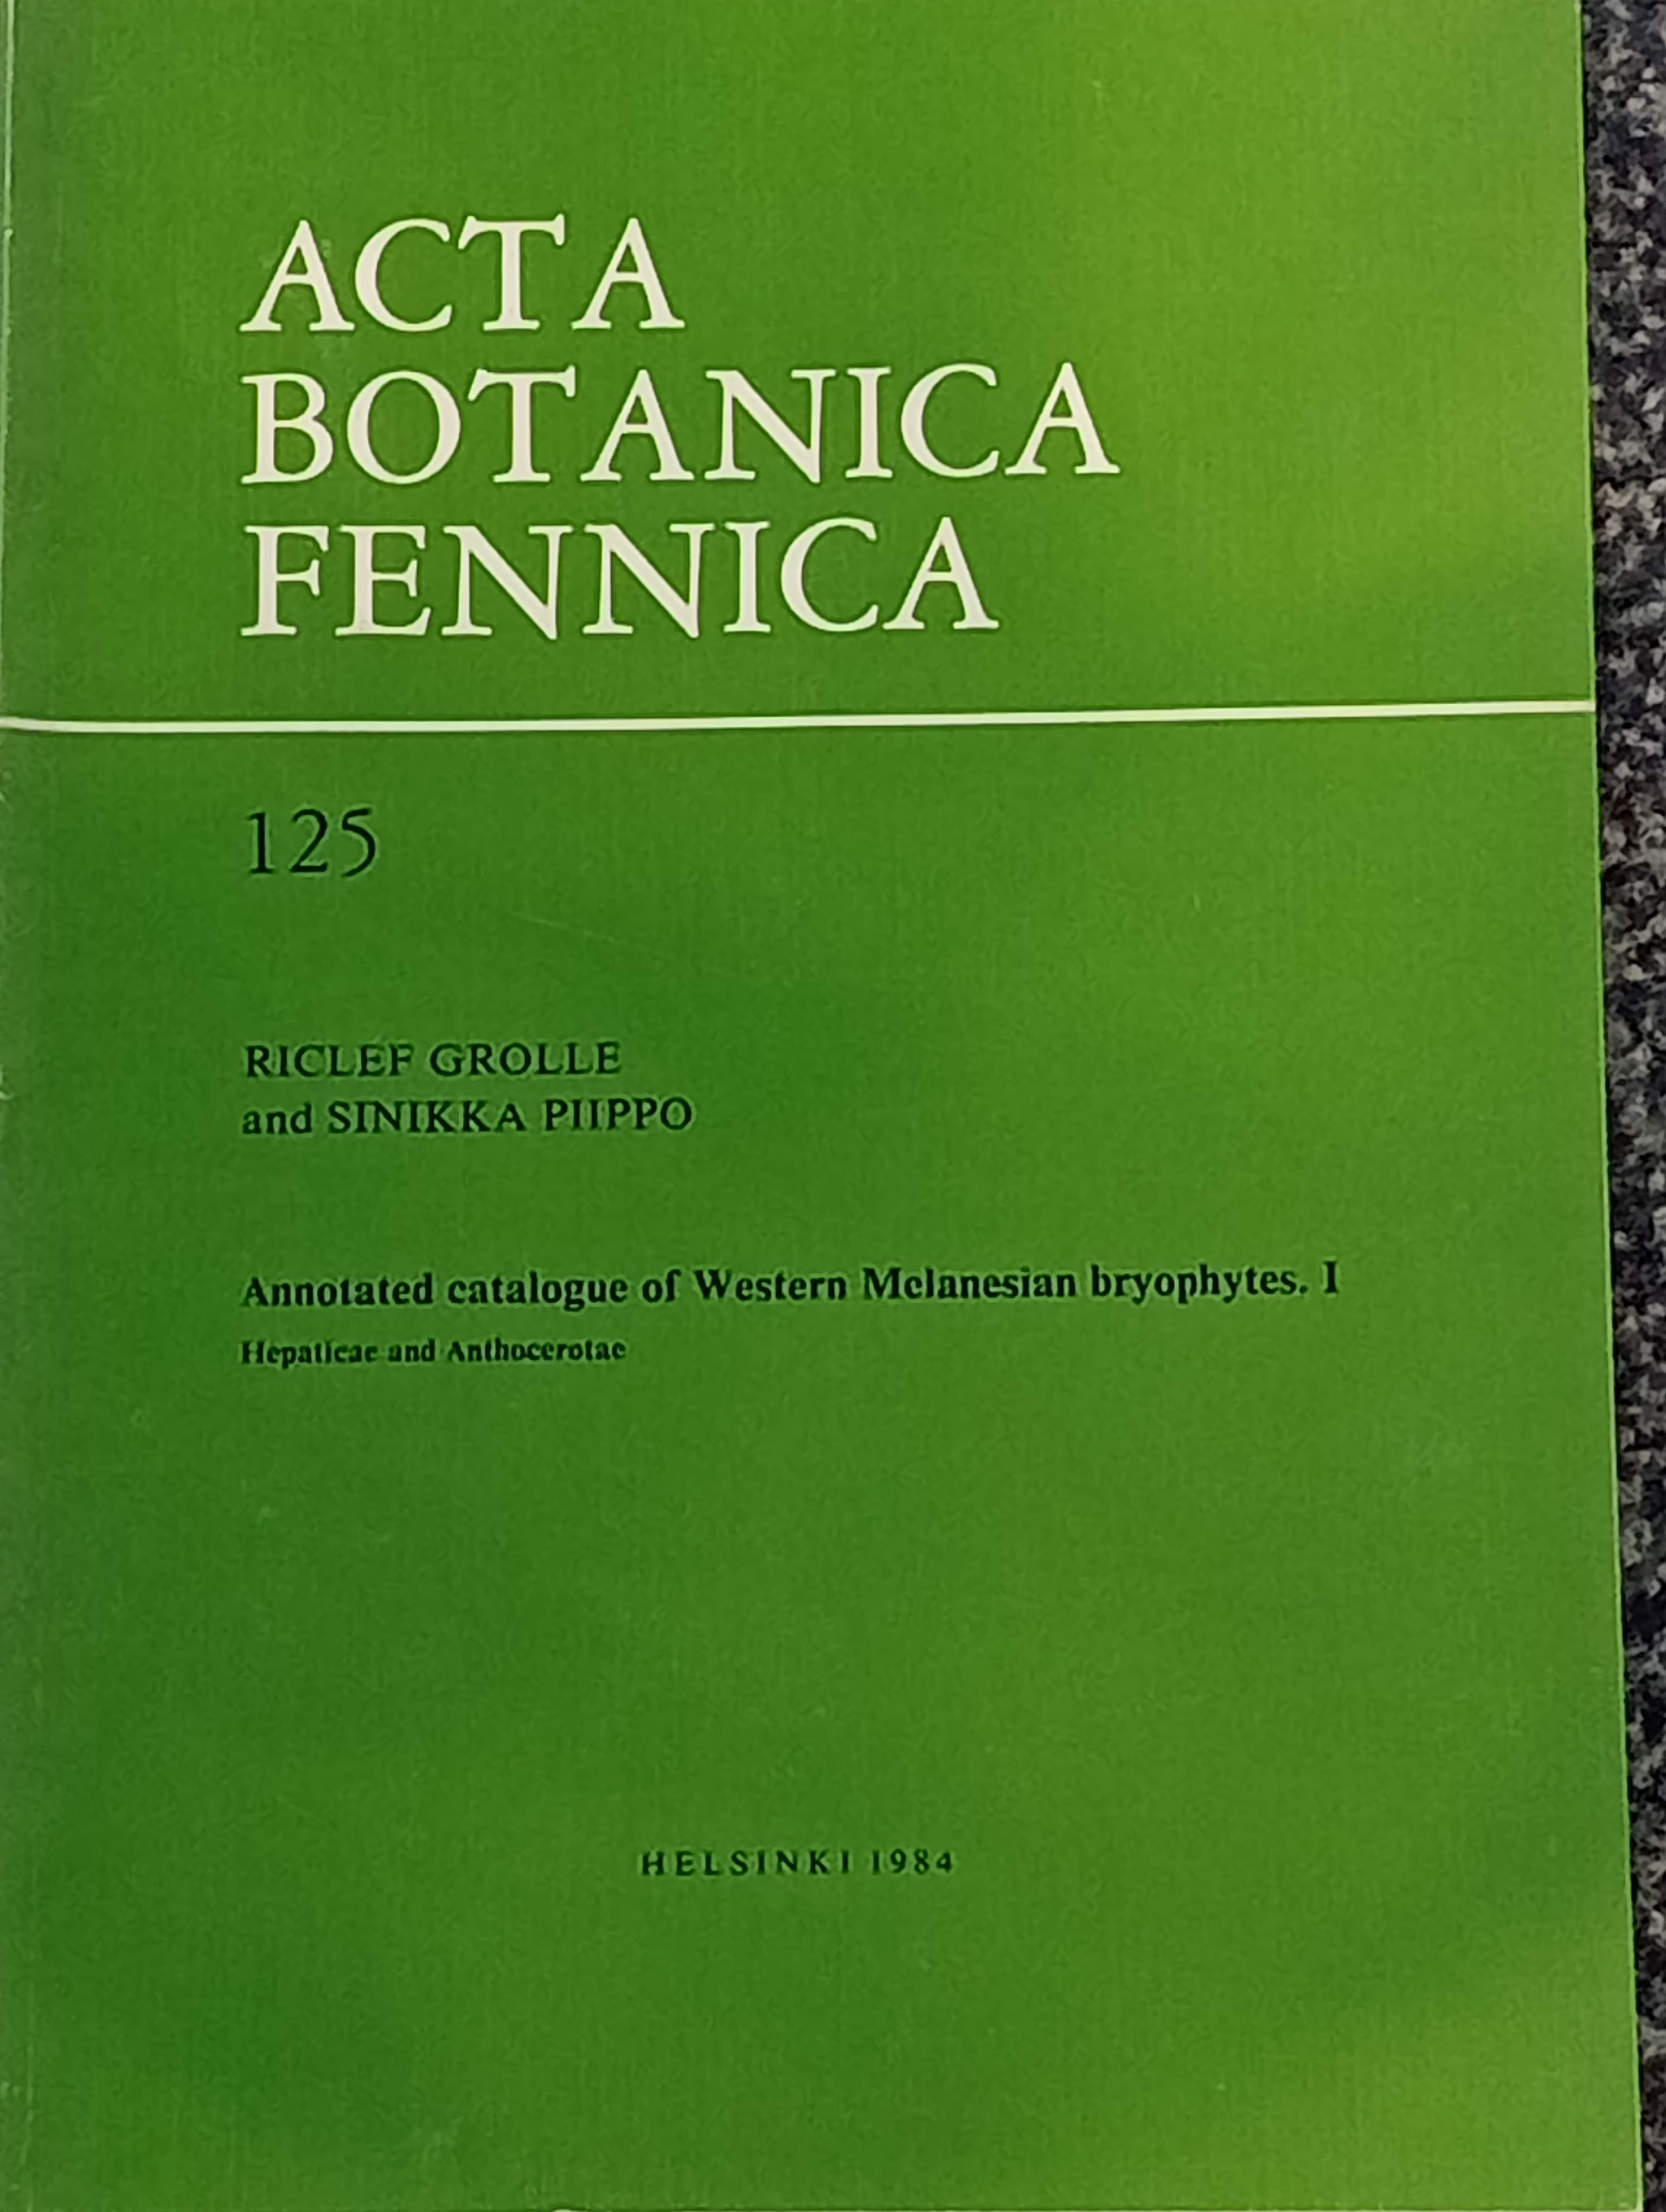 ACTA
BOTANICA
FENNICA
125
RICLEF GROLLE
and SINIKKA PIIPPO
Annotated catalogue of Western Melanesian bryophytes. I
Hepaticae and Anthocerotae
HELSINKI 1984